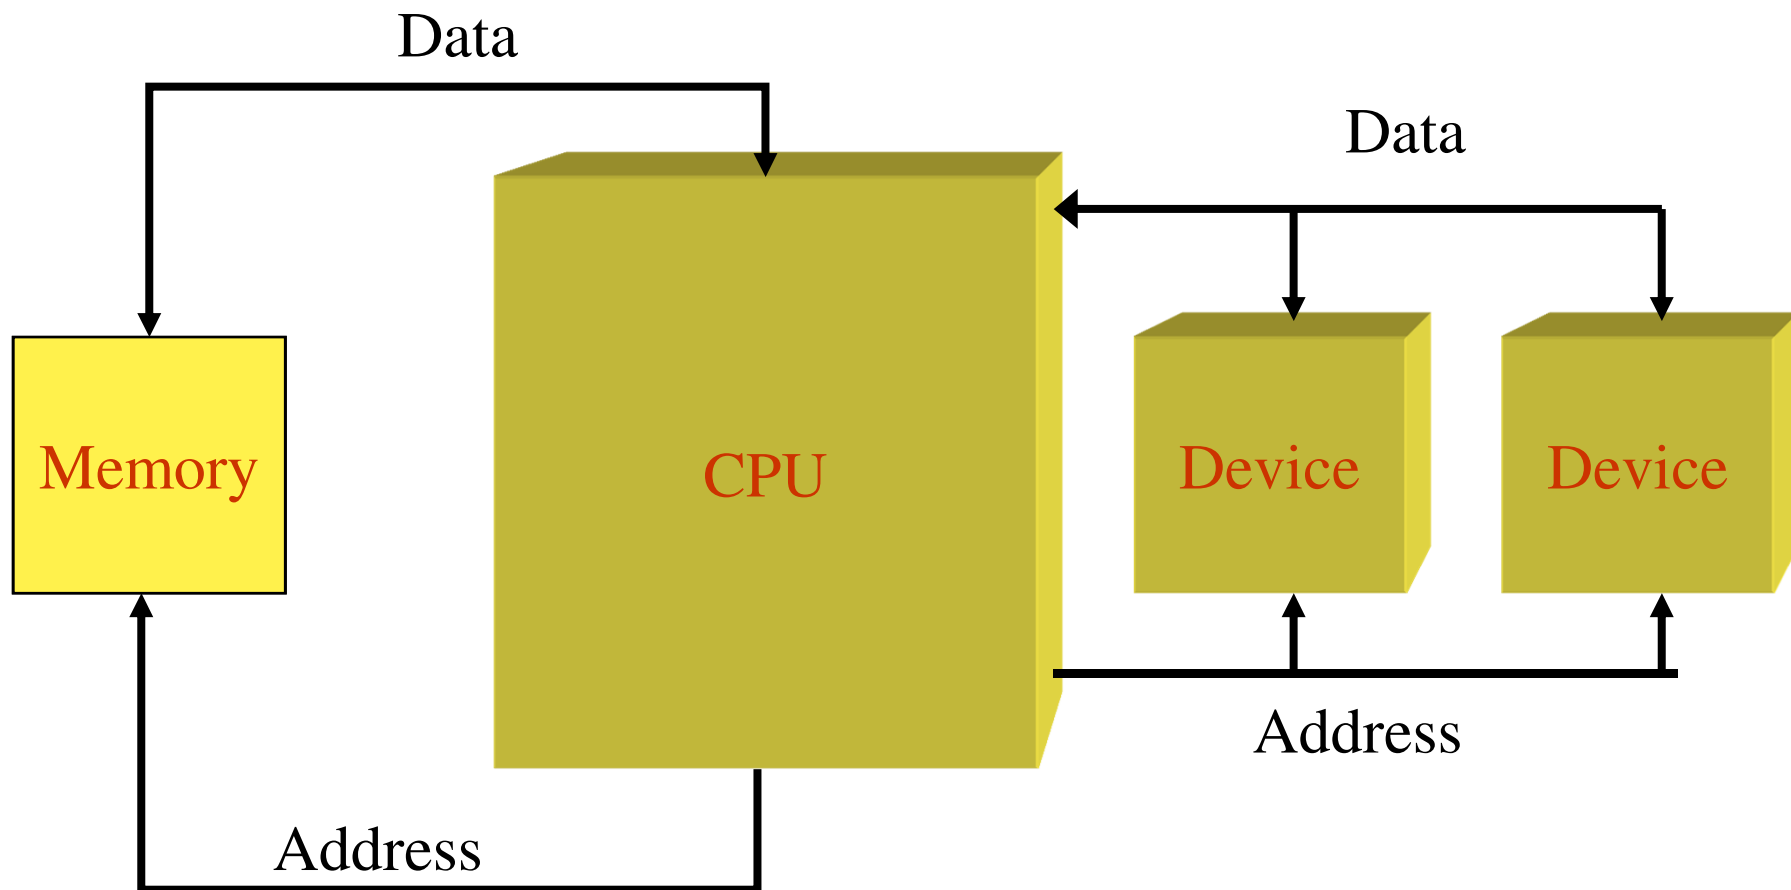 Data
Data
Memory
CPU
Device
Device
Address
Address